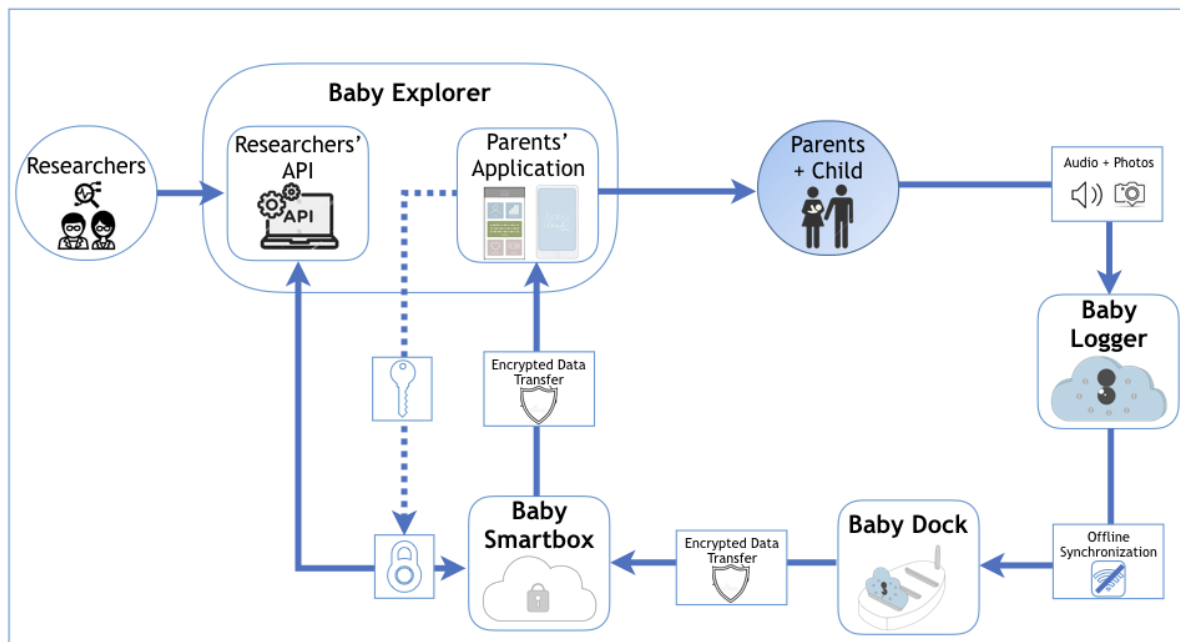 Baby Explorer
Researchers
Researchers'
API
API
Parents'
Application
Parents
+ Child
Audio + Photos
Baby
Logger
Encrypted Data
Transfer
Baby
Smartbox
Encrypted Data
Transfer
Baby Dock
Offline
Synchronization